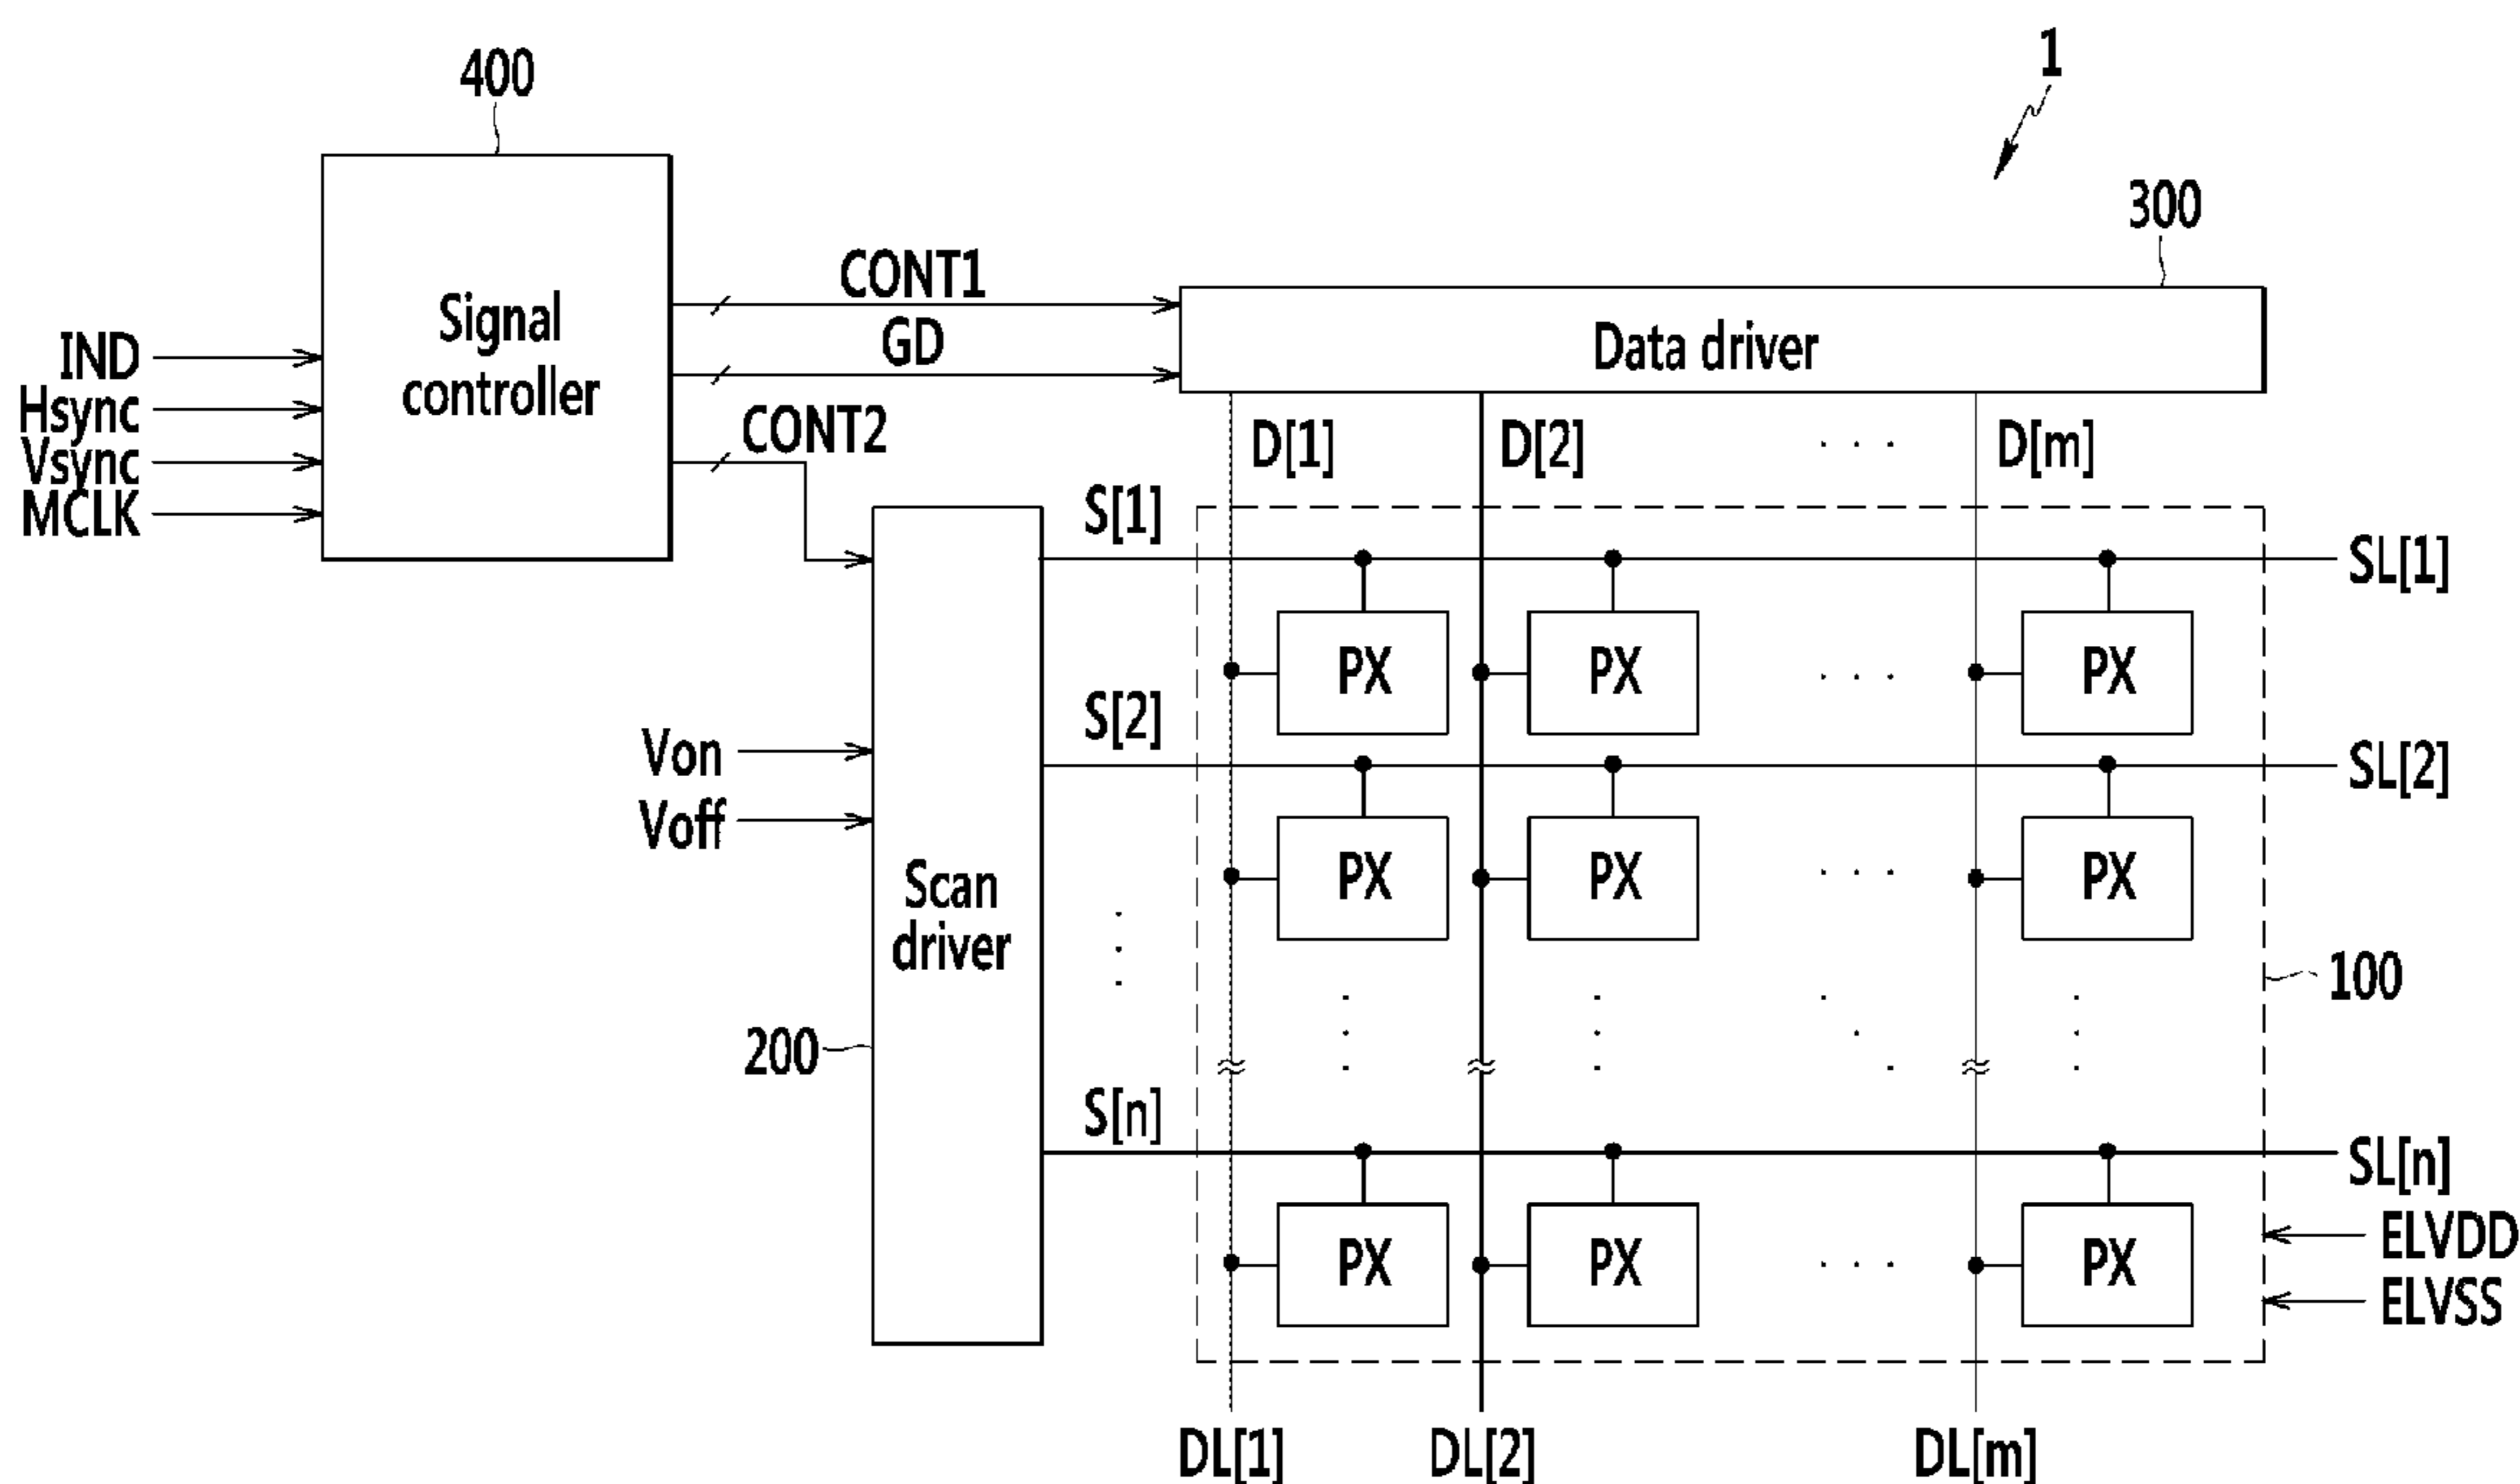 1
400
300
CONT1
Signal
controller
GD
Data driver
IND
Hsync
Vsync
MCLK
CONT2
D[1]
D[2]
. . .
D[m]
S[1]
SL[1]
PX
PX
. . .
PX
S[2]
SL[2]
Von
Voff
PX
PX
. . .
PX
Scan
driver
100
200
S[n]
SL[n]
PX
PX
. . .
PX
ELVDD
ELVSS
DL[1]
DL[2]
DL[m]